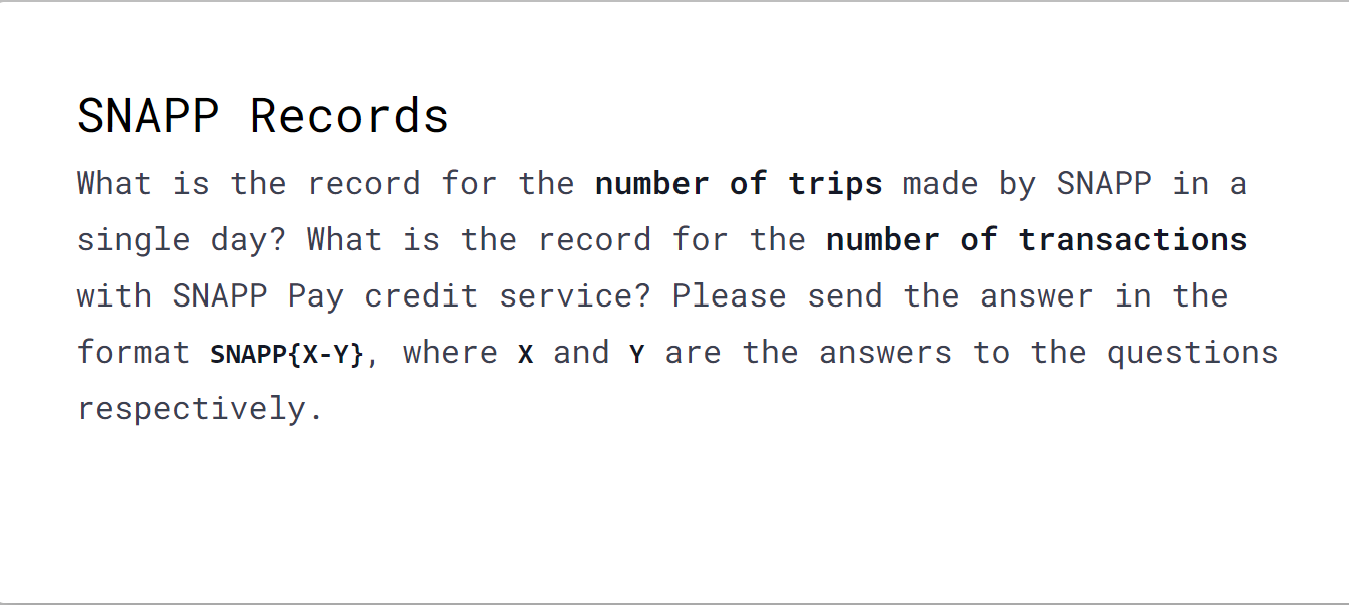 SNAPP Records
What is the record for the number of trips made by SNAPP in a
single day? What is the record for the number of transactions
with SNAPP Pay credit service? Please send the answer in the
format SNAPP{X-Y}, where X and Y are the answers to the questions
respectively.